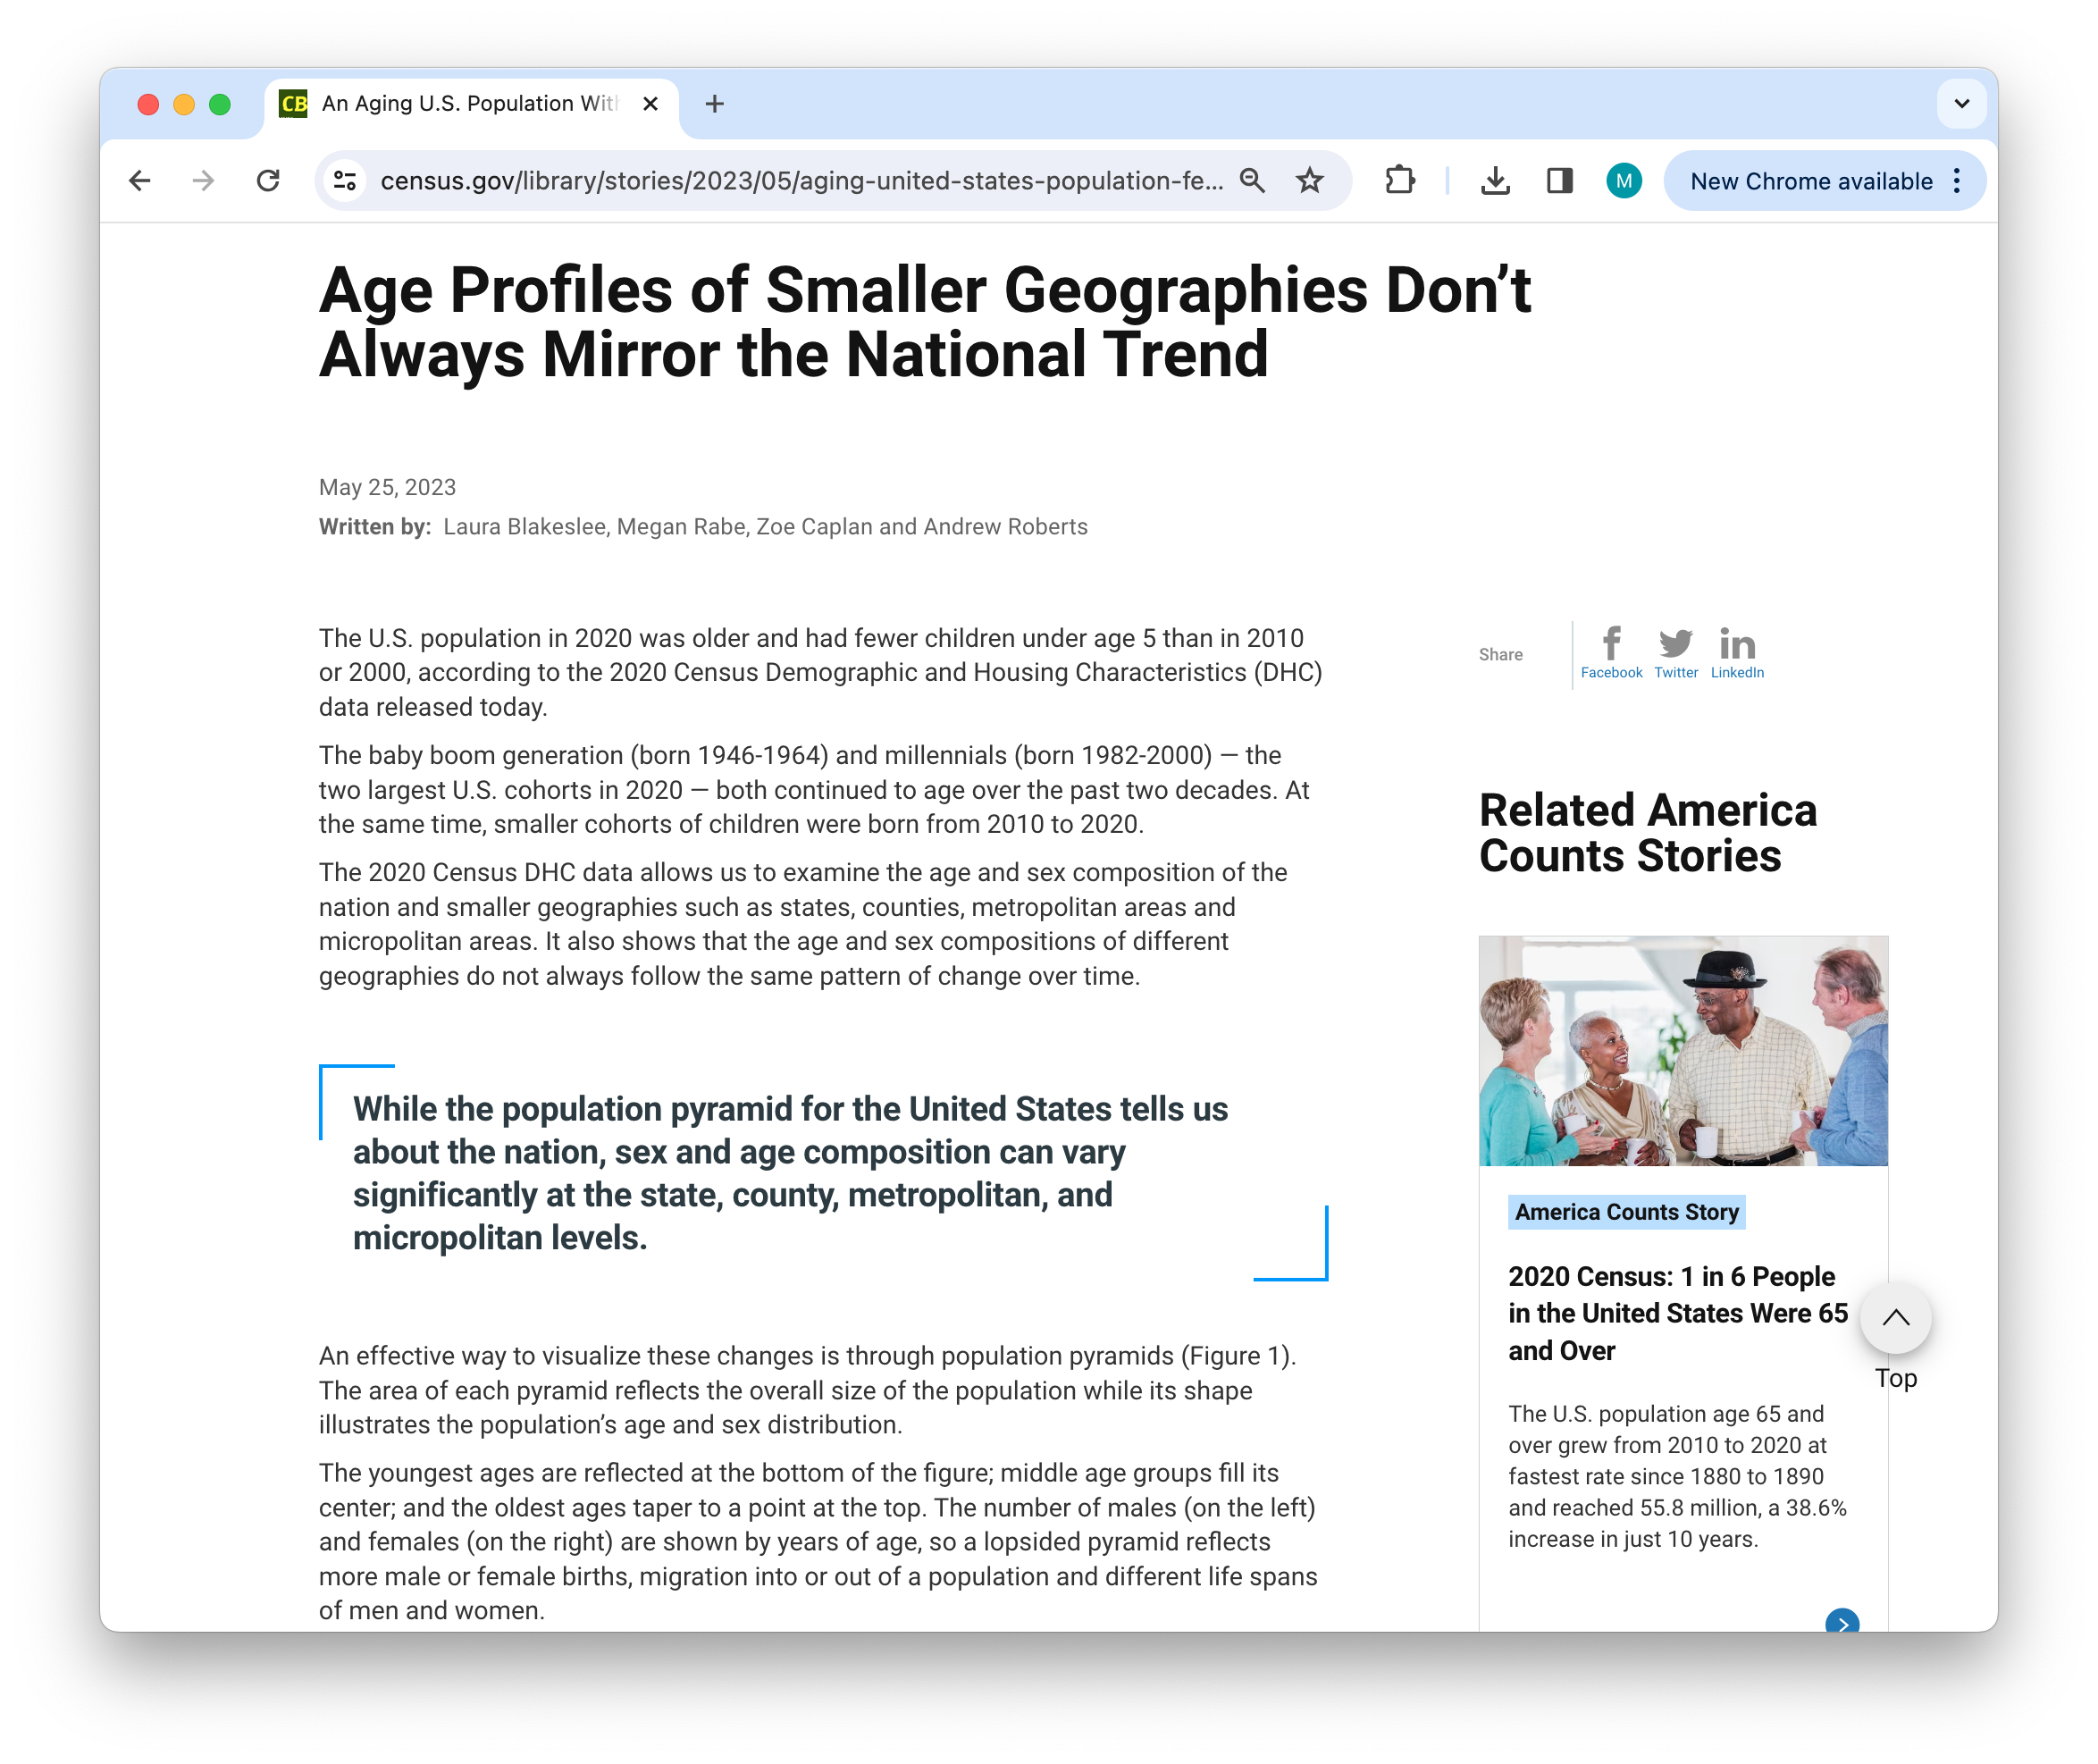 CB An Aging U.S. Population Wit
census.gov/library/stories/2023/05/aging-united-states-population-fe...
M
New Chrome available
Age Profiles of Smaller Geographies Don’t
Always Mirror the National Trend
May 25, 2023
Written by: Laura Blakeslee, Megan Rabe, Zoe Caplan and Andrew Roberts
The U.S. population in 2020 was older and had fewer children under age 5 than in 2010
or 2000, according to the 2020 Census Demographic and Housing Characteristics (DHC)
data released today.
The baby boom generation (born 1946-1964) and millennials (born 1982-2000) — the
two largest U.S. cohorts in 2020 — both continued to age over the past two decades. At
the same time, smaller cohorts of children were born from 2010 to 2020.
The 2020 Census DHC data allows us to examine the age and sex composition of the
nation and smaller geographies such as states, counties, metropolitan areas and
micropolitan areas. It also shows that the age and sex compositions of different
geographies do not always follow the same pattern of change over time.
While the population pyramid for the United States tells us
about the nation, sex and age composition can vary
significantly at the state, county, metropolitan, and
micropolitan levels.
An effective way to visualize these changes is through population pyramids (Figure 1).
The area of each pyramid reflects the overall size of the population while its shape
illustrates the population’s age and sex distribution.
The youngest ages are reflected at the bottom of the figure; middle age groups fill its
center; and the oldest ages taper to a point at the top. The number of males (on the left)
and females (on the right) are shown by years of age, so a lopsided pyramid reflects
more male or female births, migration into or out of a population and different life spans
of men and women.
Share
Facebook Twitter LinkedIn
Related America
Counts Stories
America Counts Story
2020 Census: 1 in 6 People
in the United States Were 65
and Over
The U.S. population age 65 and
over grew from 2010 to 2020 at
fastest rate since 1880 to 1890
and reached 55.8 million, a 38.6%
increase in just 10 years.
Top